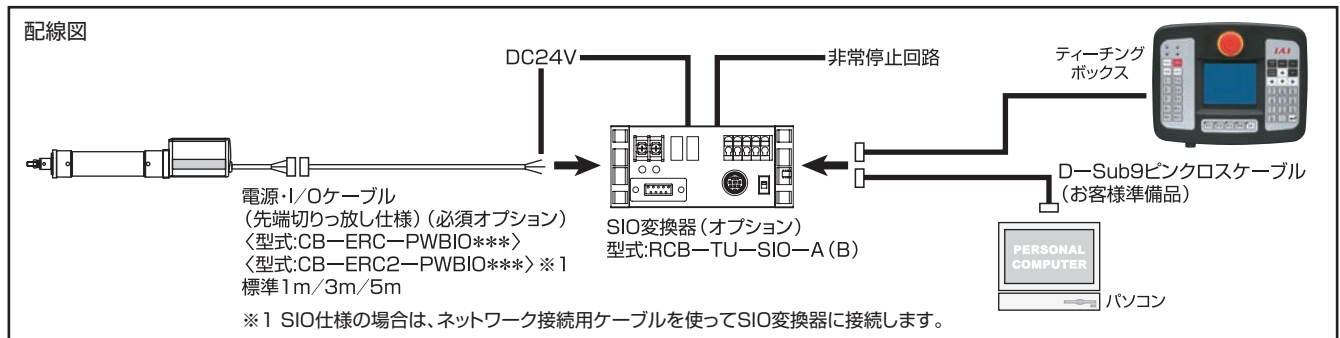 配線図
DC24V
非常停止回路
ティーチング
ボックス
IAI
電源・I/Oケーブル
(先端切りっ放し仕様)(必須オプション)
〈型式:CB-ERC-PWBIO***〉
〈型式:CB-ERC2-PWBIO***〉※1
標準1m/3m/5m
SIO変換器(オプション)
型式:RCB-TU-SIO-A(B)
D-Sub9ピンクロスケーブル
(お客様準備品)
PERSONAL
COMPUTER
パソコン
※1 SIO仕様の場合は、ネットワーク接続用ケーブルを使ってSIO変換器に接続します。